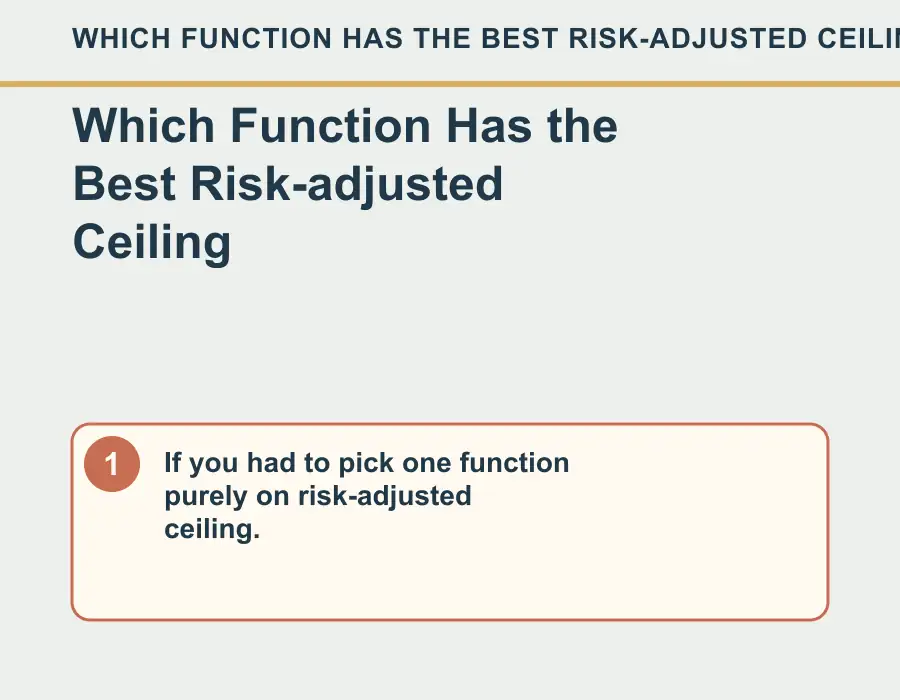 WHICH FUNCTION HAS THE BEST RISK-ADJUSTED
Which Function Has the
Best Risk-adjusted
Ceiling
1
If you had to pick one function
purely on risk-adjusted
ceiling.